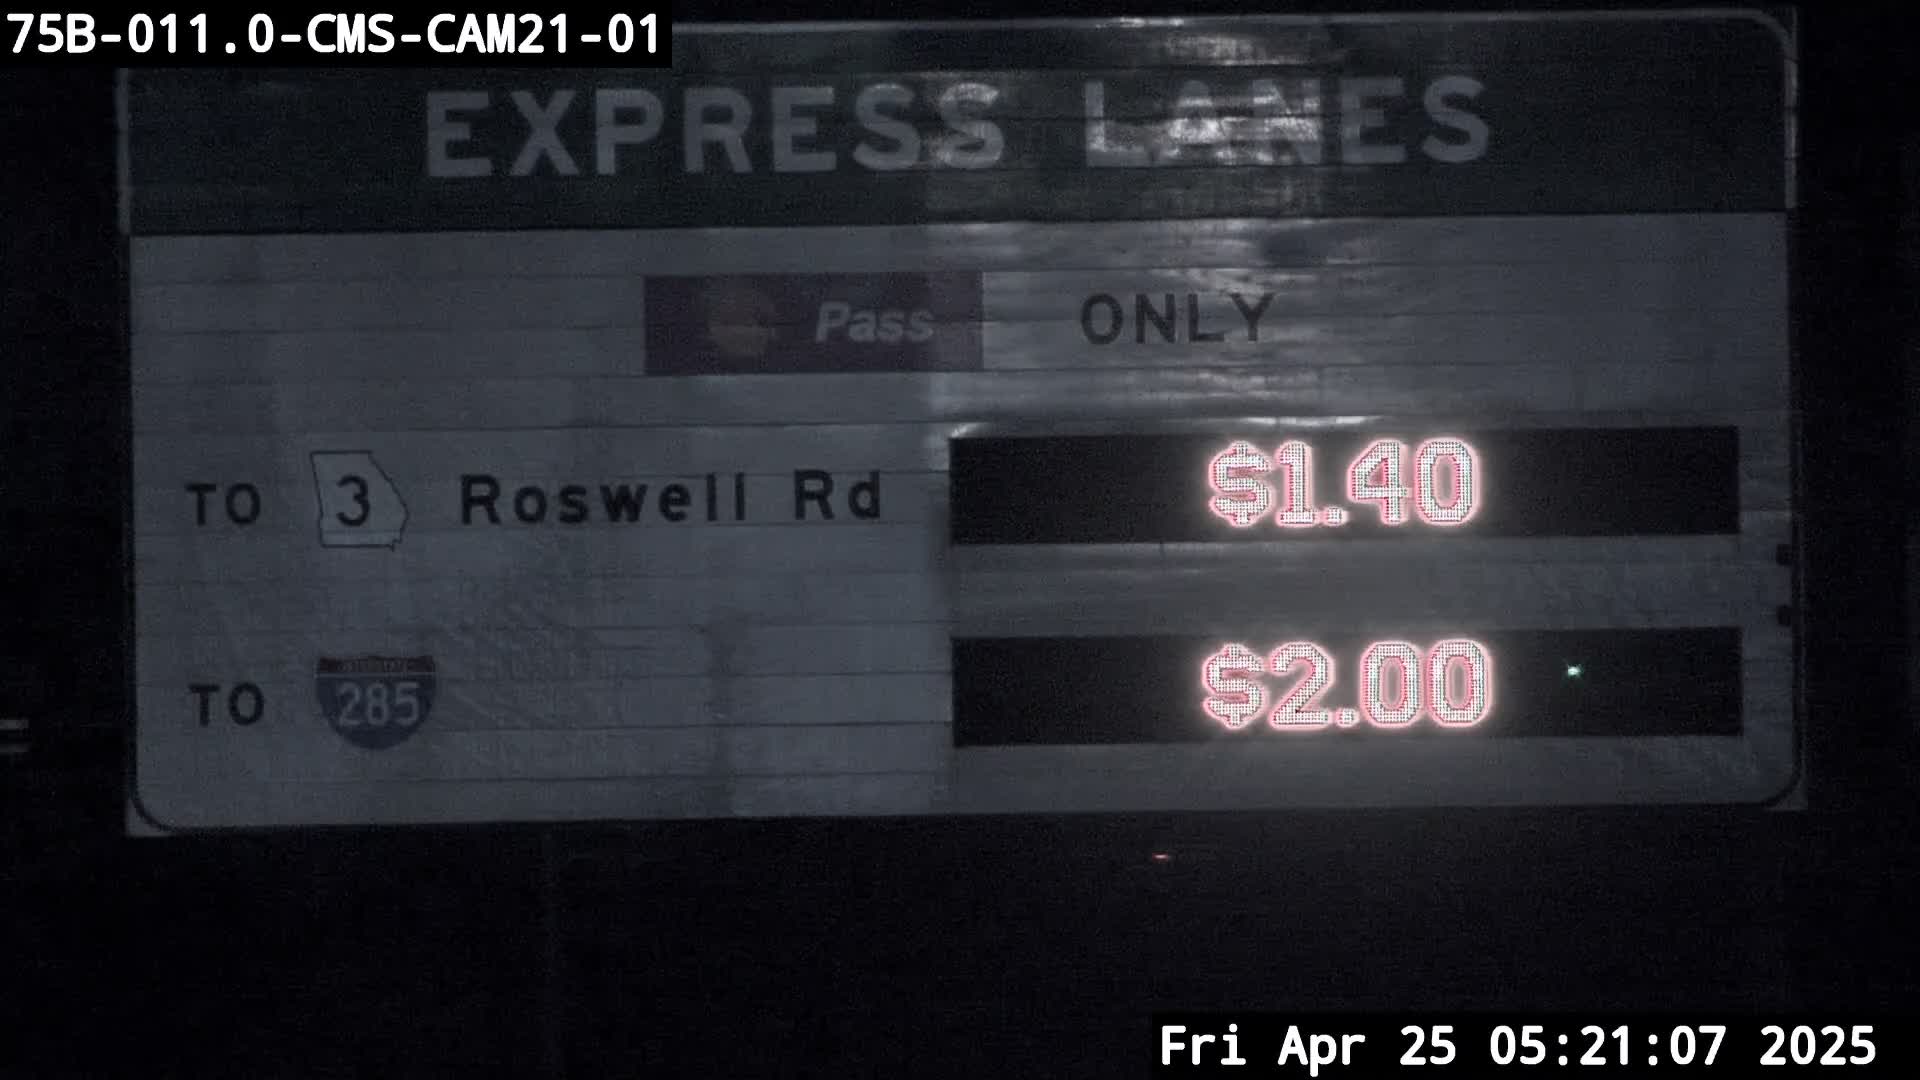 75B-011.0-CMS-CAM21-01
EXPRESS LANES
Pass ONLY
TO 3 Roswell Rd $1.40
TO 285 $2.00
Fri Apr 25 05:21:07 2025